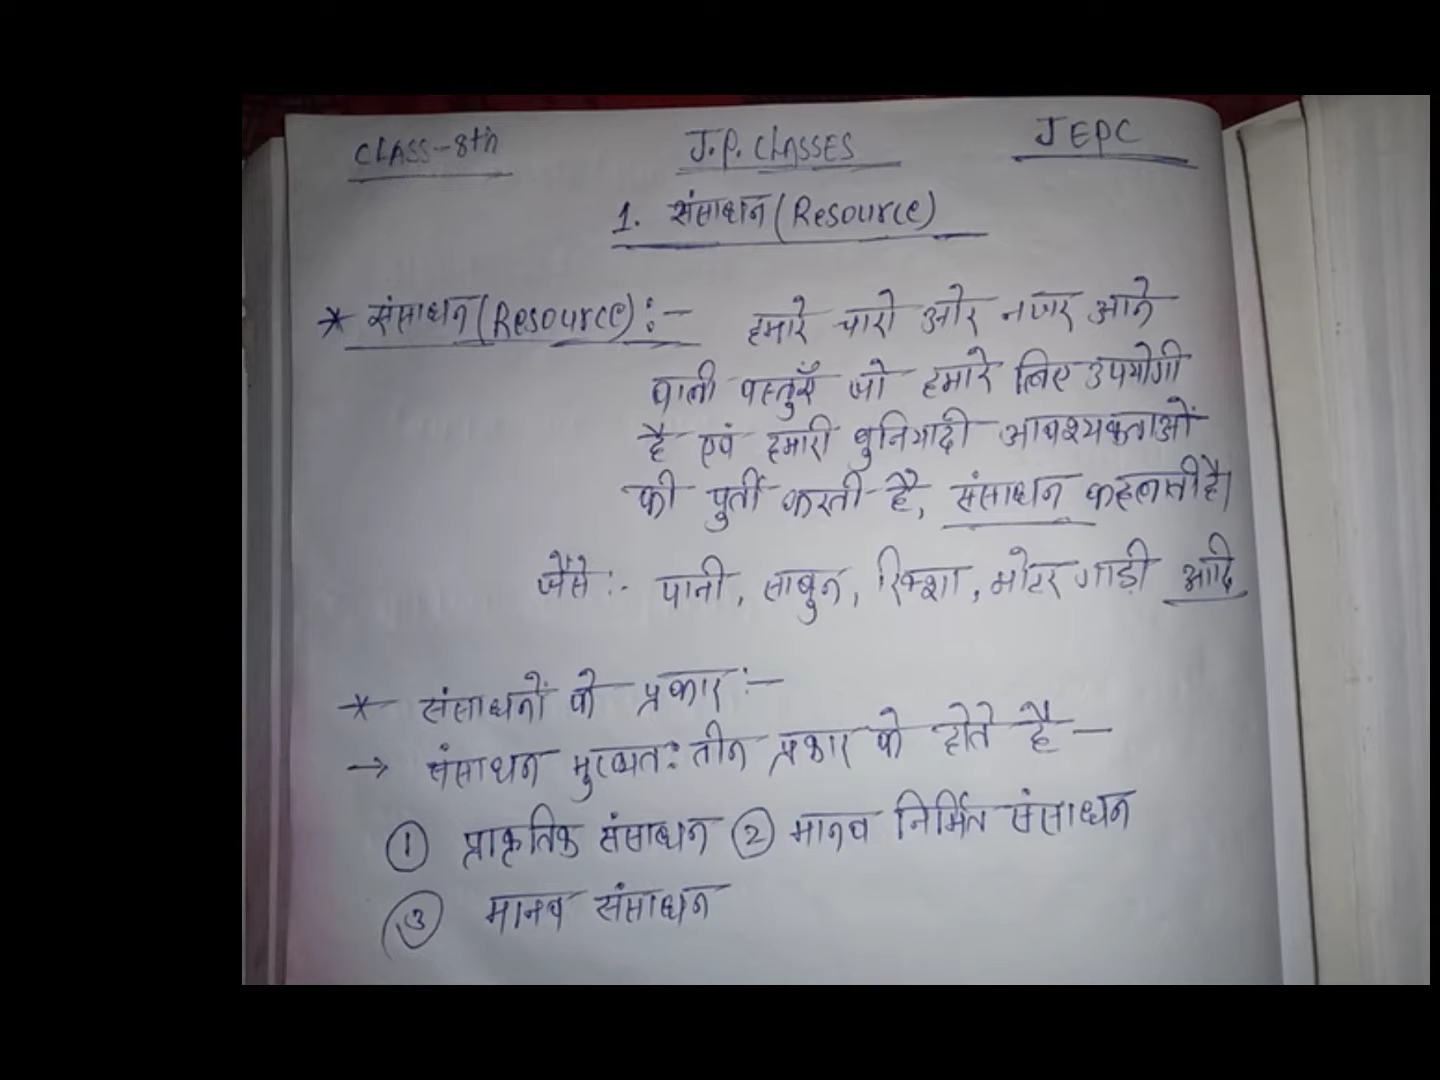 CLASS-8th J.P. CLASSES JEPC
1. संसाधन (Resource)
* संसाधन (Resource) :- हमारे चारो ओर नजर आने
वाली वस्तुएँ जो हमारे लिए उपयोगी
है एवं हमारी बुनियादी आवश्यकताओं
की पुर्ती करती है, संसाधन कहलाती है।
जैसे :- पानी, साबुन, रिक्शा, मोटर गाड़ी आदि
* संसाधनों के प्रकार :-
→ संसाधन मुख्यत: तीन प्रकार के होते है -
① प्राकृतिक संसाधन ② मानव निर्मित संसाधन
③ मानव संसाधन